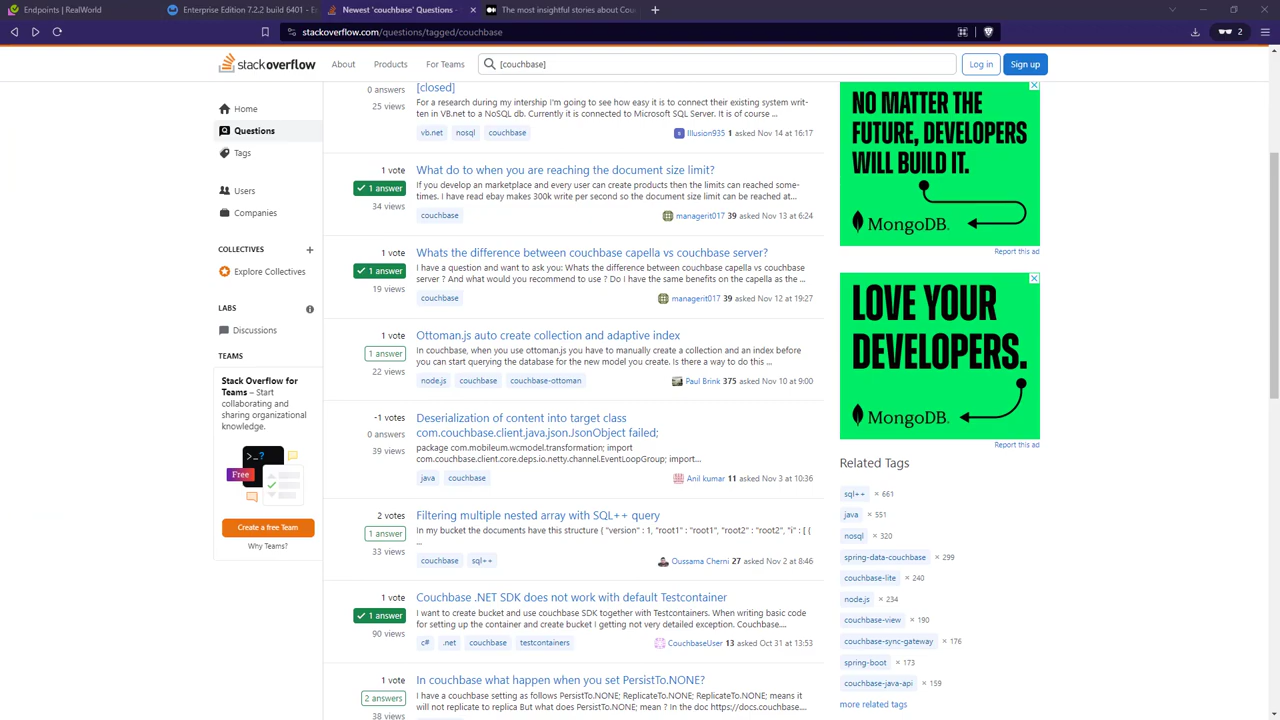 Endpoints | RealWorld
Enterprise Edition 7.2.2 build 6401 - E
Newest 'couchbase' Questions
The most insightful stories about Cou
stackoverflow.com/questions/tagged/couchbase
2
stackoverflow
About
Products
For Teams
[couchbase]
Log in
Sign up
Home
Questions
Tags
Users
Companies
COLLECTIVES
Explore Collectives
LABS
Discussions
TEAMS
Stack Overflow for
Teams – Start
collaborating and
sharing organizational
knowledge.
>_?
Free
Create a free Team
Why Teams?
[closed]
0 answers
25 views
For a research during my intership I'm going to see how easy it is to connect their existing system writ-
ten in VB.net to a NoSQL db. Currently it is connected to Microsoft SQL Server. It is of course ...
vb.net nosql couchbase
Illusion935 1 asked Nov 14 at 16:17
1 vote
1 answer
34 views
What do to when you are reaching the document size limit?
If you develop an marketplace and every user can create products then the limits can reached some-
times. I have read ebay makes 300k write per second so the document size limit can be reached at...
couchbase
managerit017 39 asked Nov 13 at 6:24
1 vote
1 answer
19 views
Whats the difference between couchbase capella vs couchbase server?
I have a question and want to ask you: Whats the difference between couchbase capella vs couchbase
server ? And what would you recommend to use ? Do I have the same benefits on the capella as the ...
couchbase
managerit017 39 asked Nov 12 at 19:27
1 vote
1 answer
22 views
Ottoman.js auto create collection and adaptive index
In couchbase, when you use ottoman.js you have to manually create a collection and an index before
you can start querying the database for the new model you create. Is there a way to do this ...
node.js couchbase couchbase-ottoman
Paul Brink 375 asked Nov 10 at 9:00
-1 votes
0 answers
39 views
Deserialization of content into target class
com.couchbase.client.java.json.JsonObject failed;
package com.mobileum.wcmodel.transformation; import
com.couchbase.client.core.deps.io.netty.channel.EventLoopGroup; import...
java couchbase
Anil kumar 11 asked Nov 3 at 10:36
2 votes
1 answer
33 views
Filtering multiple nested array with SQL++ query
In my bucket the documents have this structure { "version" : 1, "root1" : "root1", "root2" : "root2", "i" : [ {
...
couchbase sql++
Oussama Cherni 27 asked Nov 2 at 8:46
1 vote
1 answer
90 views
Couchbase .NET SDK does not work with default Testcontainer
I want to create bucket and use couchbase SDK together with Testcontainers. When writing basic code
for setting up the container and create bucket I getting not very detailed exception. Couchbase....
c# .net couchbase testcontainers
CouchbaseUser 13 asked Oct 31 at 13:53
1 vote
2 answers
38 views
In couchbase what happen when you set PersistTo.NONE?
I have a couchbase setting as follows PersistTo.NONE; ReplicateTo.NONE; ReplicateTo.NONE; means it
will not replicate to replica But what does PersistTo.NONE; mean ? In the doc https://docs.couchbase....
NO MATTER THE
FUTURE, DEVELOPERS
WILL BUILD IT.
MongoDB.
Report this ad
LOVE YOUR
DEVELOPERS.
MongoDB.
Report this ad
Related Tags
sql++ × 661
java × 551
nosql × 320
spring-data-couchbase × 299
couchbase-lite × 240
node.js × 234
couchbase-view × 190
couchbase-sync-gateway × 176
spring-boot × 173
couchbase-java-api × 159
more related tags